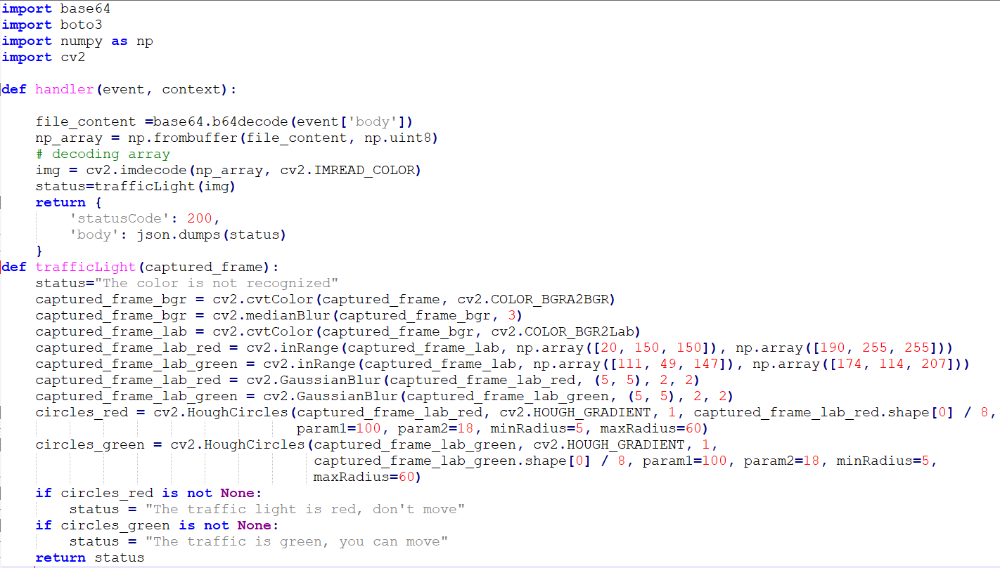 import base64
import boto3
import numpy as np
import cv2

def handler(event, context):

    file_content =base64.b64decode(event['body'])
    np_array = np.frombuffer(file_content, np.uint8)
    # decoding array
    img = cv2.imdecode(np_array, cv2.IMREAD_COLOR)
    status=trafficLight(img)
    return {
        'statusCode': 200,
        'body': json.dumps(status)
    }
def trafficLight(captured_frame):
    status="The color is not recognized"
    captured_frame_bgr = cv2.cvtColor(captured_frame, cv2.COLOR_BGRA2BGR)
    captured_frame_bgr = cv2.medianBlur(captured_frame_bgr, 3)
    captured_frame_lab = cv2.cvtColor(captured_frame_bgr, cv2.COLOR_BGR2Lab)
    captured_frame_lab_red = cv2.inRange(captured_frame_lab, np.array([20, 150, 150]), np.array([190, 255, 255]))
    captured_frame_lab_green = cv2.inRange(captured_frame_lab, np.array([111, 49, 147]), np.array([174, 114, 207]))
    captured_frame_lab_red = cv2.GaussianBlur(captured_frame_lab_red, (5, 5), 2, 2)
    captured_frame_lab_green = cv2.GaussianBlur(captured_frame_lab_green, (5, 5), 2, 2)
    circles_red = cv2.HoughCircles(captured_frame_lab_red, cv2.HOUGH_GRADIENT, 1, captured_frame_lab_red.shape[0] / 8,
                                   param1=100, param2=18, minRadius=5, maxRadius=60)
    circles_green = cv2.HoughCircles(captured_frame_lab_green, cv2.HOUGH_GRADIENT, 1,
                                     captured_frame_lab_green.shape[0] / 8, param1=100, param2=18, minRadius=5,
                                     maxRadius=60)
    if circles_red is not None:
        status = "The traffic light is red, don't move"
    if circles_green is not None:
        status = "The traffic is green, you can move"
    return status